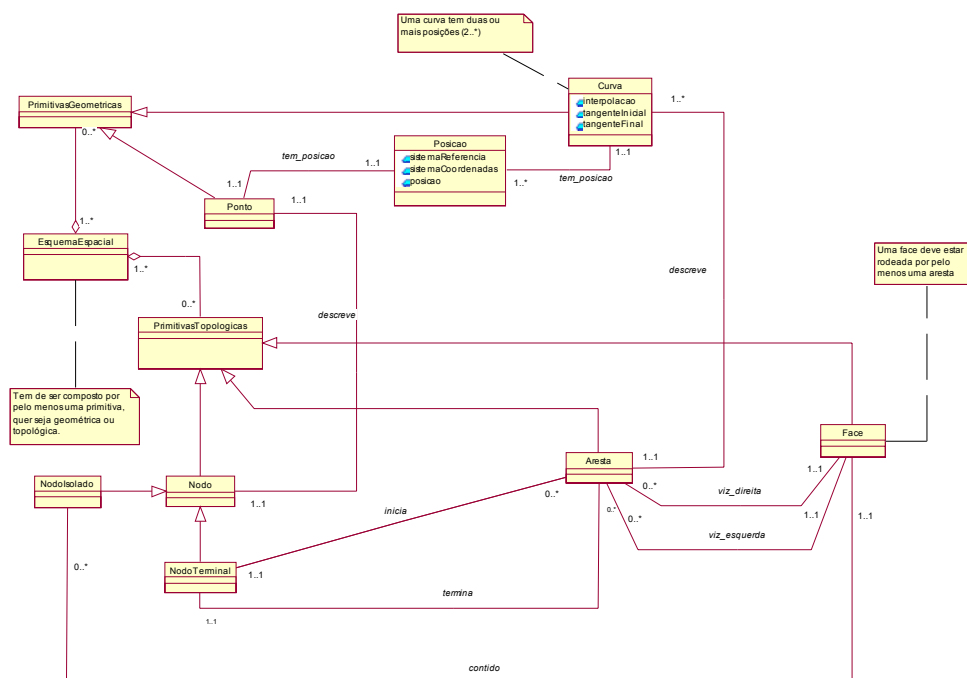 Uma curva tem duas ou
mais posições (2..*)
Curva
interpolacao
tangenteInicial
tangenteFinal
1..*
PrimitivasGeometricas
0..*
Posicao
sistemaReferencia
sistemaCoordenadas
posicao
tem_posicao
1..1
1..1
1..1
1..*
tem_posicao
Ponto
1..1
1..*
EsquemaEspacial
1..*
Uma face deve estar
rodeada por pelo
menos uma aresta
descreve
0..*
descreve
PrimitivasTopologicas
Tem de ser composto por
pelo menos uma primitiva,
quer seja geométrica ou
topológica.
Face
Aresta
1..1
1..1
NodoIsolado
Nodo
1..1
0..*
0..*
viz_direita
inicia
0..*
0..*
1..1
1..1
viz_esquerda
0..*
NodoTerminal
1..1
termina
1..1
contido